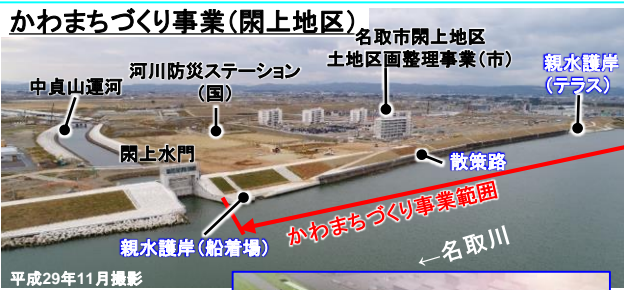 かわまちづくり事業（閖上地区）
名取市閖上地区
土地区画整理事業（市）
河川防災ステーション
（国）
親水護岸
（テラス）
中貞山運河
閖上水門
散策路
かわまちづくり事業範囲
親水護岸（船着場）
←名取川
平成29年11月撮影